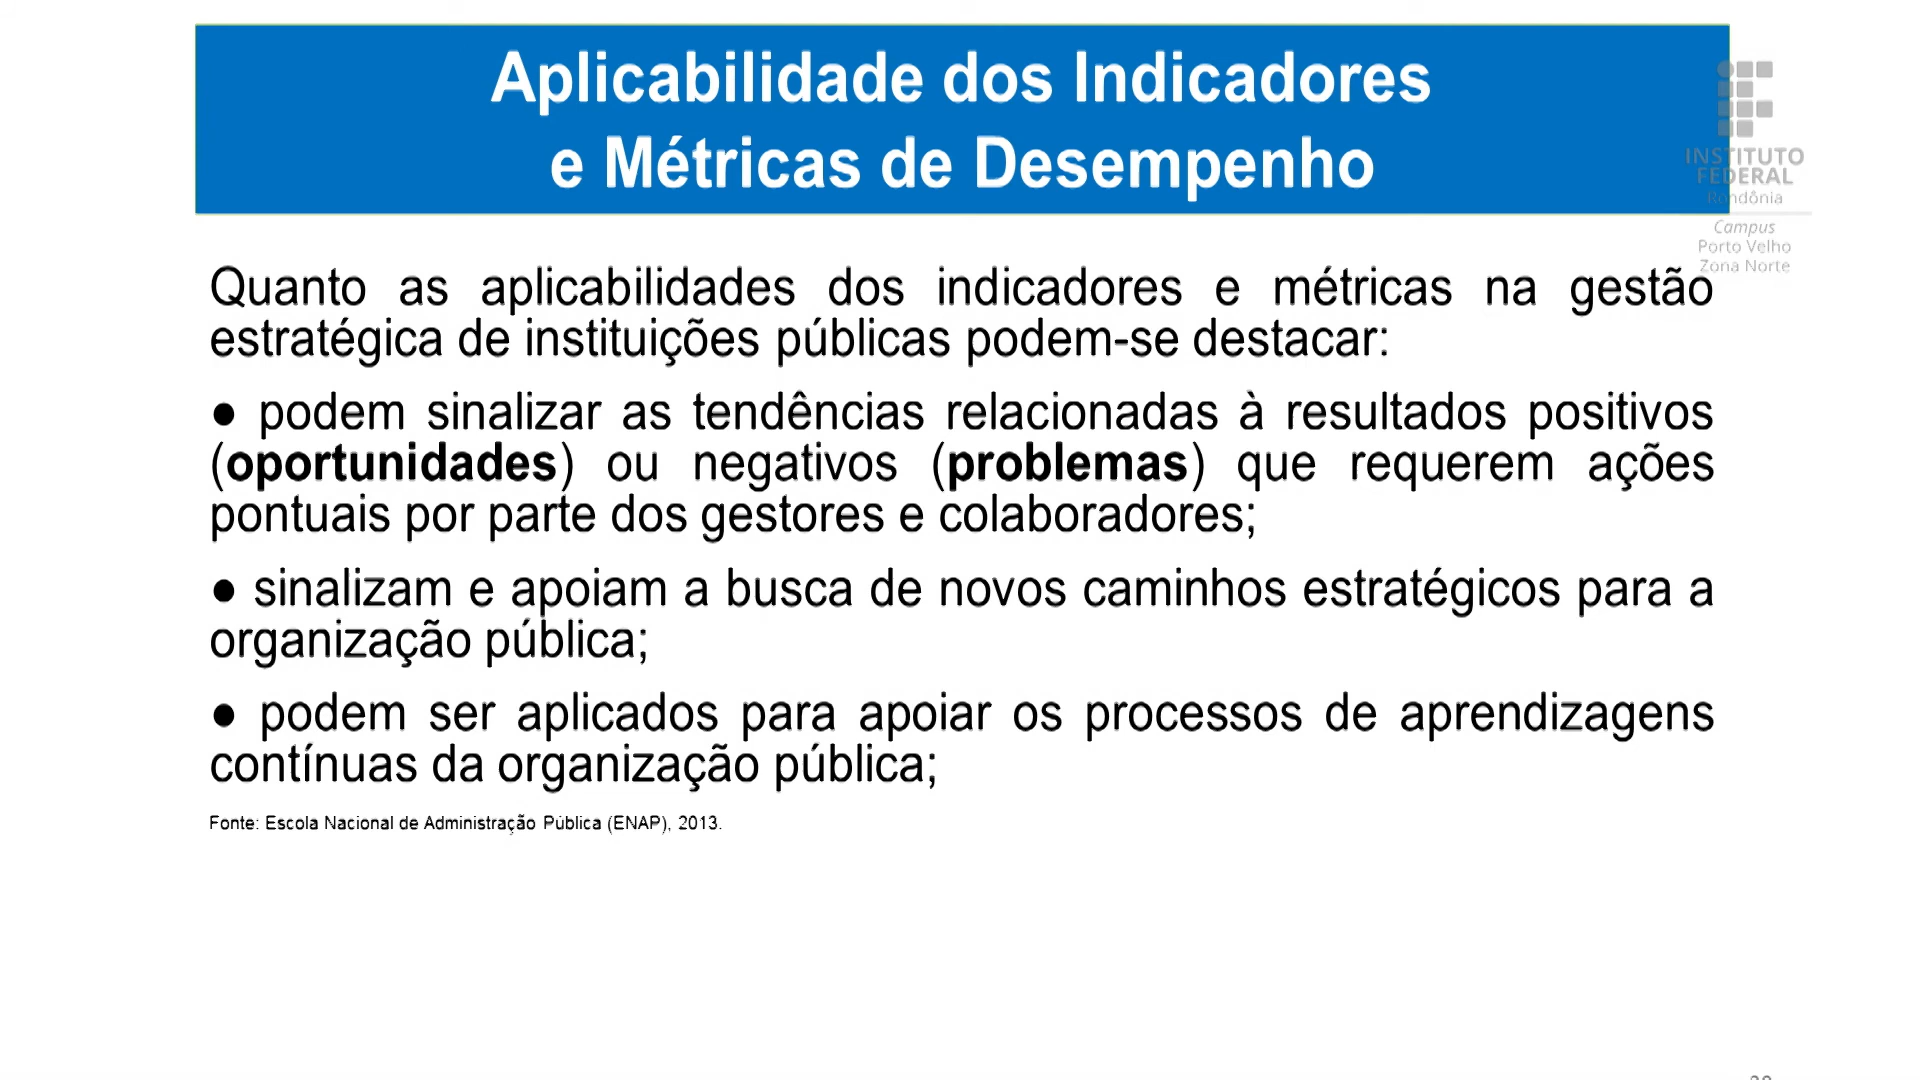 Aplicabilidade dos Indicadores
e Métricas de Desempenho
INSTITUTO
FEDERAL
Rondônia
Campus
Porto Velho
Zona Norte
Quanto as aplicabilidades dos indicadores e métricas na gestão
estratégica de instituições públicas podem-se destacar:
● podem sinalizar as tendências relacionadas à resultados positivos
(oportunidades) ou negativos (problemas) que requerem ações
pontuais por parte dos gestores e colaboradores;
● sinalizam e apoiam a busca de novos caminhos estratégicos para a
organização pública;
● podem ser aplicados para apoiar os processos de aprendizagens
contínuas da organização pública;
Fonte: Escola Nacional de Administração Pública (ENAP), 2013.